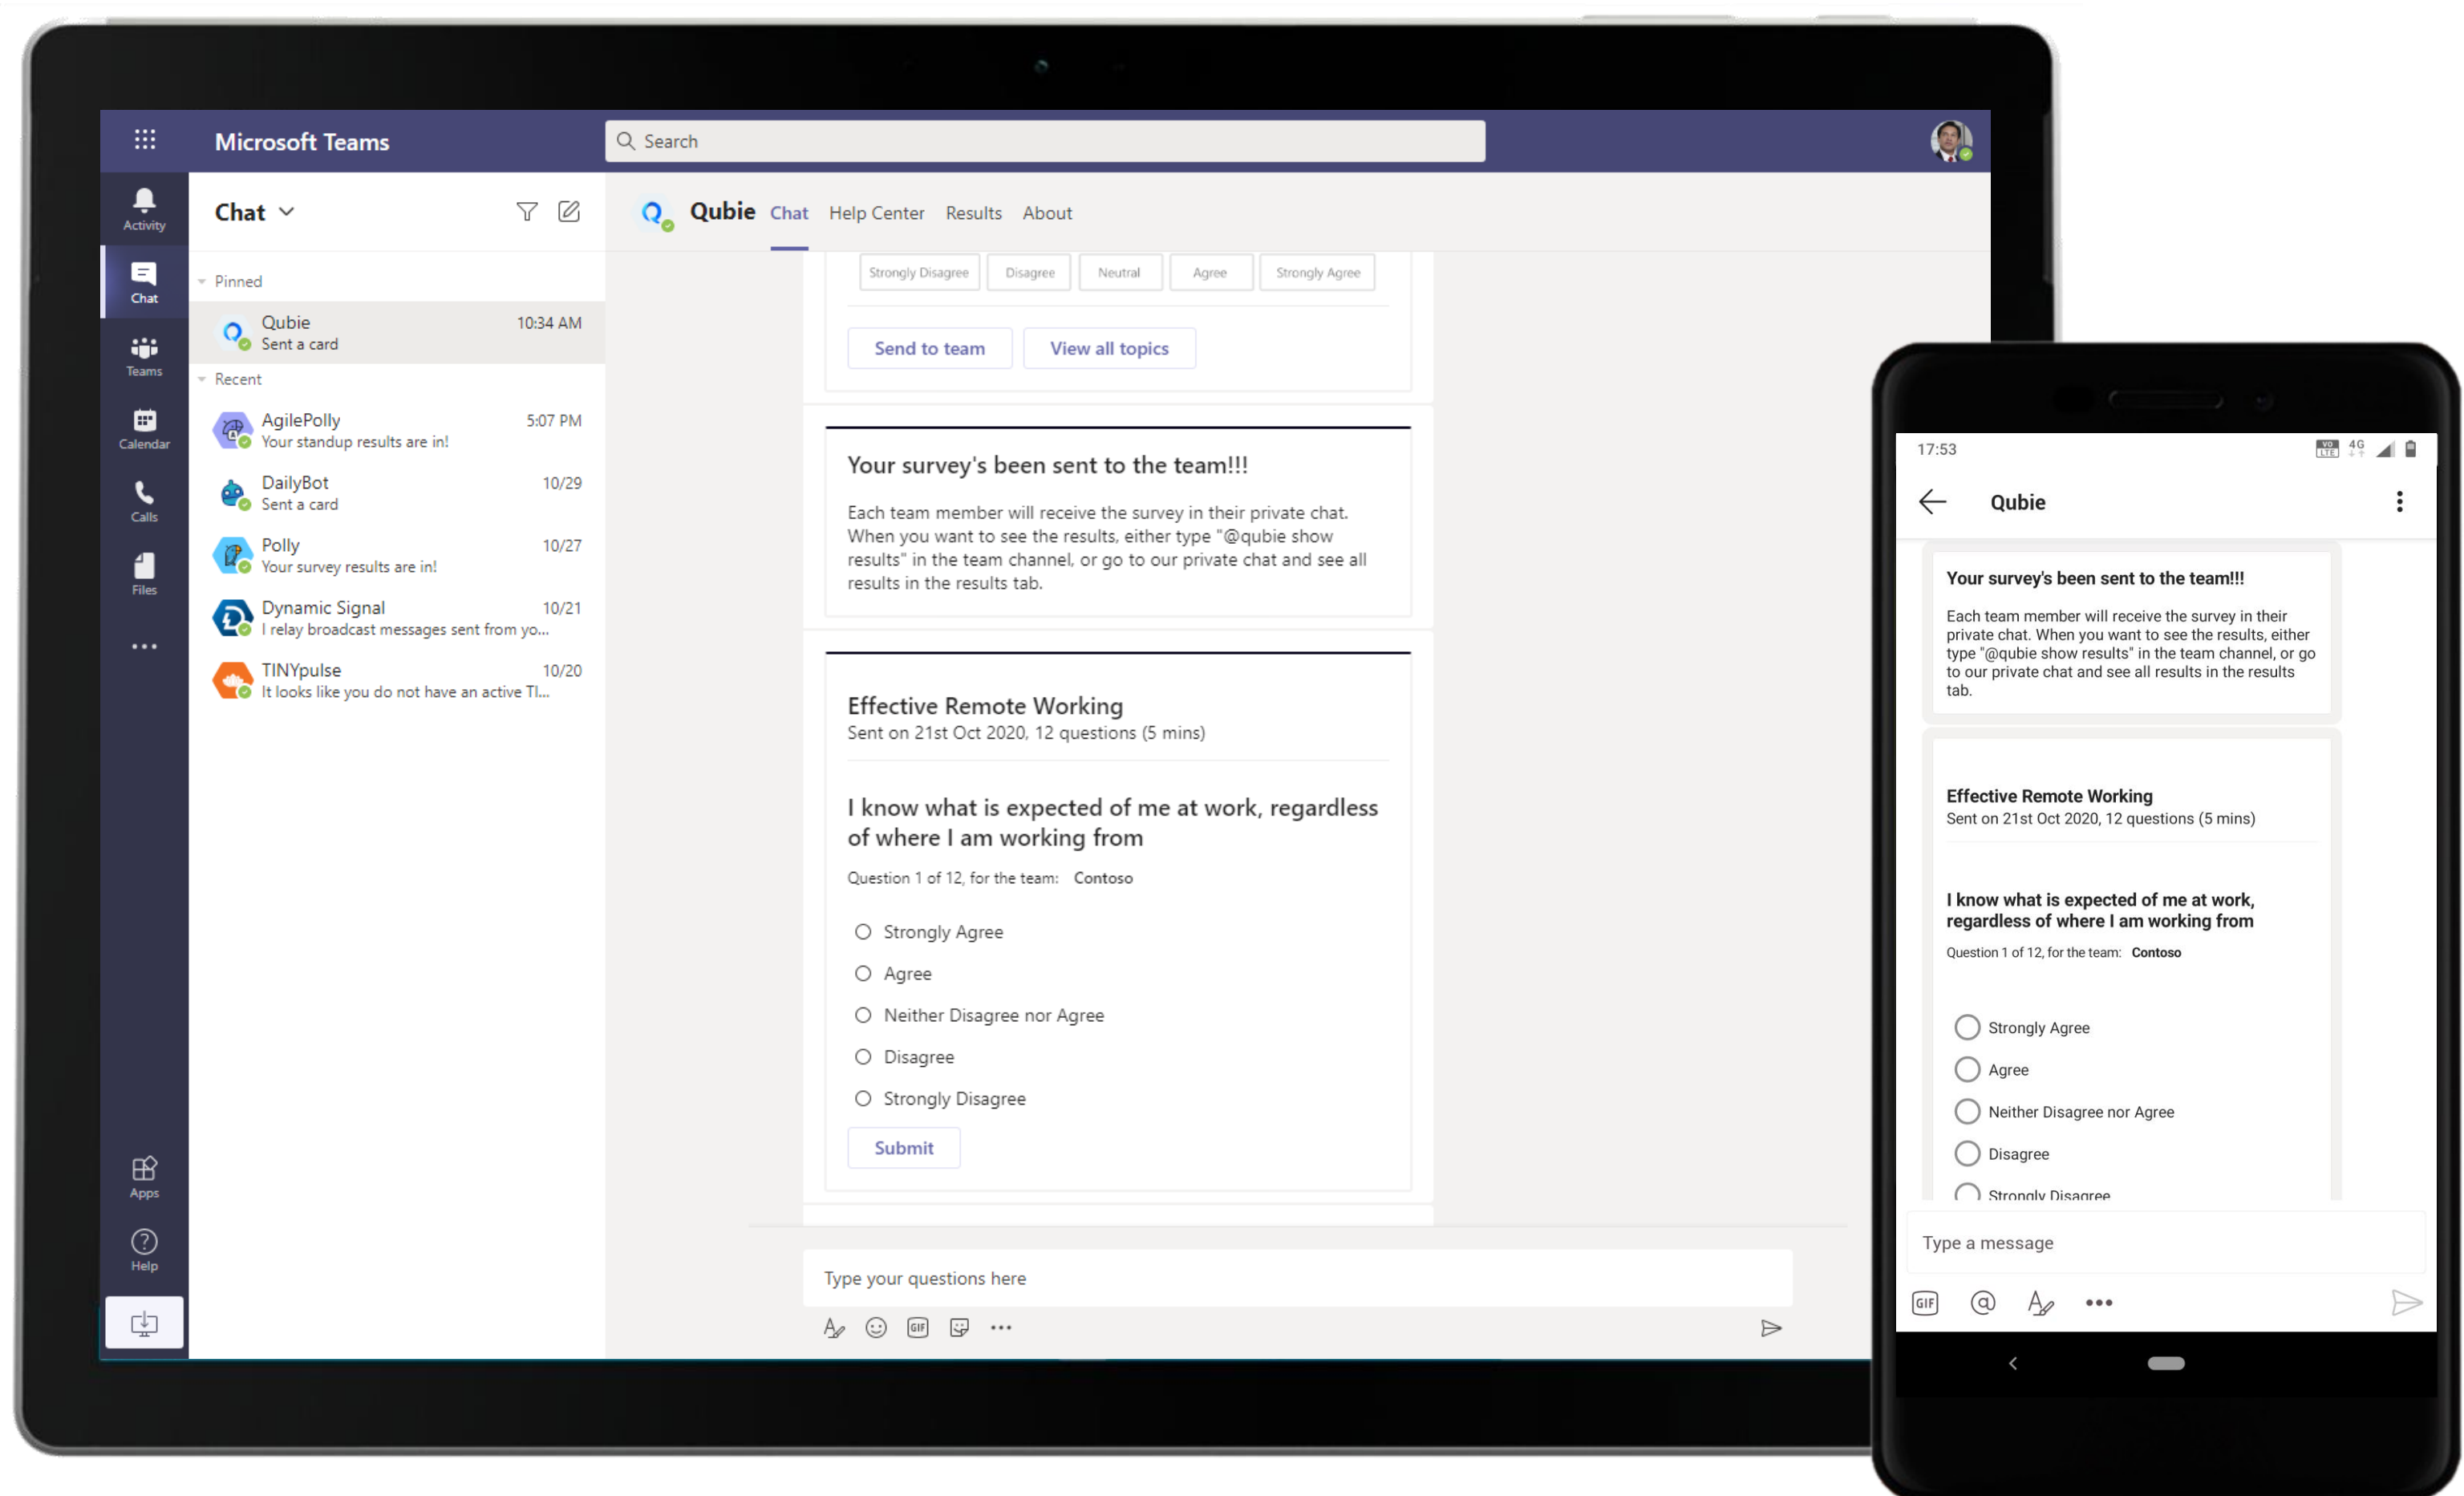 Microsoft Teams
Search
Activity
Chat
Teams
Calendar
Calls
Files
Apps
Help
Chat
Pinned
Qubie 10:34 AM
Sent a card
Recent
AgilePolly 5:07 PM
Your standup results are in!
DailyBot 10/29
Sent a card
Polly 10/27
Your survey results are in!
Dynamic Signal 10/21
I relay broadcast messages sent from yo...
TINYpulse 10/20
It looks like you do not have an active TI...
Qubie Chat Help Center Results About
Strongly Disagree Disagree Neutral Agree Strongly Agree
Send to team View all topics
Your survey's been sent to the team!!!
Each team member will receive the survey in their private chat.
When you want to see the results, either type "@qubie show
results" in the team channel, or go to our private chat and see all
results in the results tab.
Effective Remote Working
Sent on 21st Oct 2020, 12 questions (5 mins)
I know what is expected of me at work, regardless
of where I am working from
Question 1 of 12, for the team: Contoso
Strongly Agree
Agree
Neither Disagree nor Agree
Disagree
Strongly Disagree
Submit
Type your questions here
GIF
17:53 VO LTE 4G
Qubie
Your survey's been sent to the team!!!
Each team member will receive the survey in their
private chat. When you want to see the results, either
type "@qubie show results" in the team channel, or go
to our private chat and see all results in the results
tab.
Effective Remote Working
Sent on 21st Oct 2020, 12 questions (5 mins)
I know what is expected of me at work,
regardless of where I am working from
Question 1 of 12, for the team: Contoso
Strongly Agree
Agree
Neither Disagree nor Agree
Disagree
Strongly Disagree
Type a message
GIF @